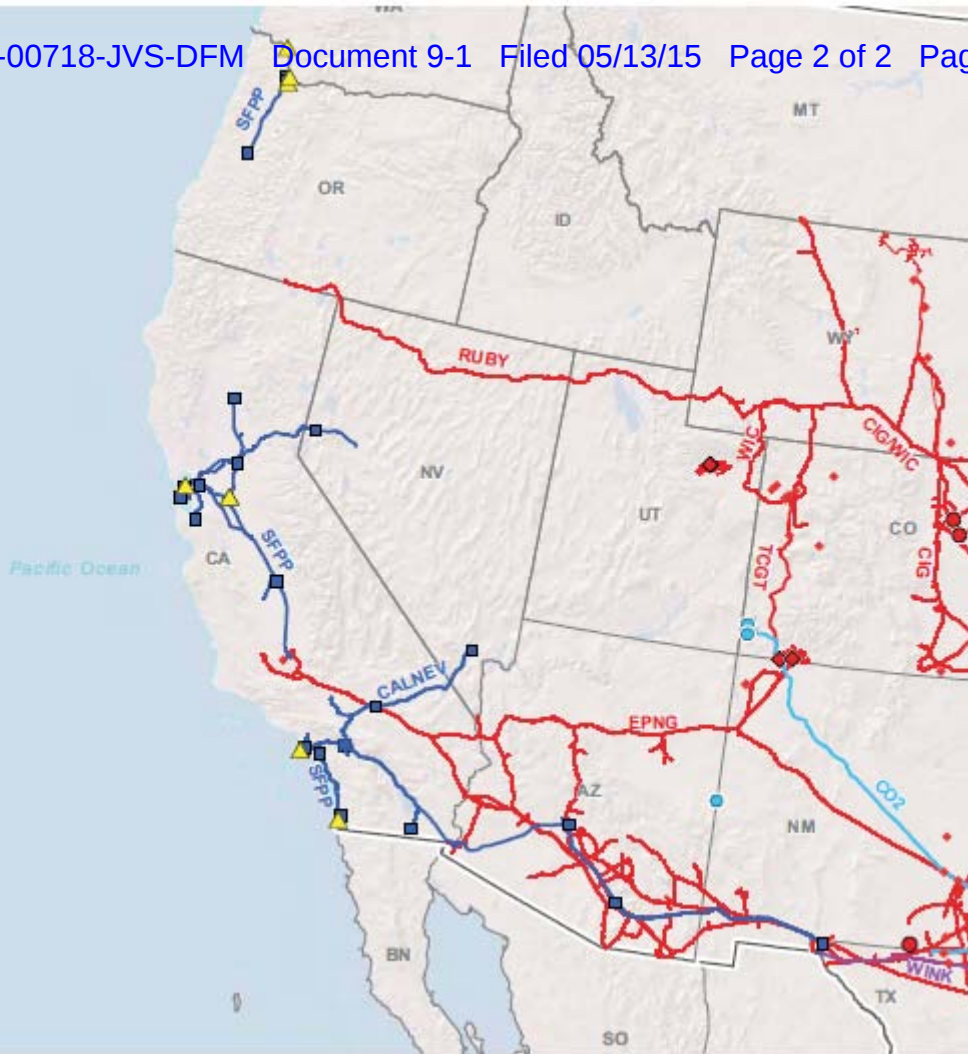 WA
-00718-JVS-DFM Document 9-1 Filed 05/13/15 Page 2 of 2 Pag
SFPP
MT
OR
ID
WY
RUBY
WIC
CIG/WIC
NV
UT
CO
SFPP
CA
Pacific Ocean
TCGT
CIG
CALNEV
EPNG
SFPP
AZ
CO2
NM
BN
WINK
TX
SO